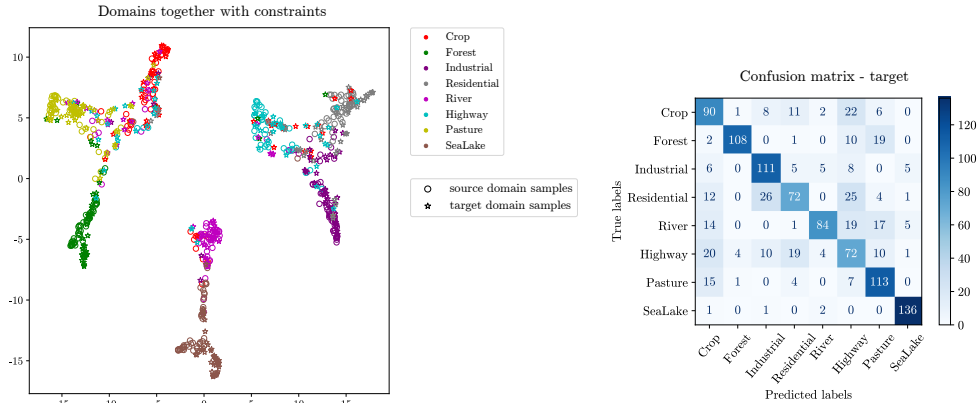 Domains together with constraints
10
5
0
-5
-10
-15
-15 -10 -5 0 5 10 15
Crop
Forest
Industrial
Residential
River
Highway
Pasture
SeaLake
source domain samples
target domain samples
Confusion matrix - target
True labels
Crop 90 1 8 11 2 22 6 0
Forest 2 108 0 1 0 10 19 0
Industrial 6 0 111 5 5 8 0 5
Residential 12 0 26 72 0 25 4 1
River 14 0 0 1 84 19 17 5
Highway 20 4 10 19 4 72 10 1
Pasture 15 1 0 4 0 7 113 0
SeaLake 1 0 1 0 2 0 0 136
Crop Forest Industrial Residential River Highway Pasture SeaLake
Predicted labels
120
100
80
60
40
20
0